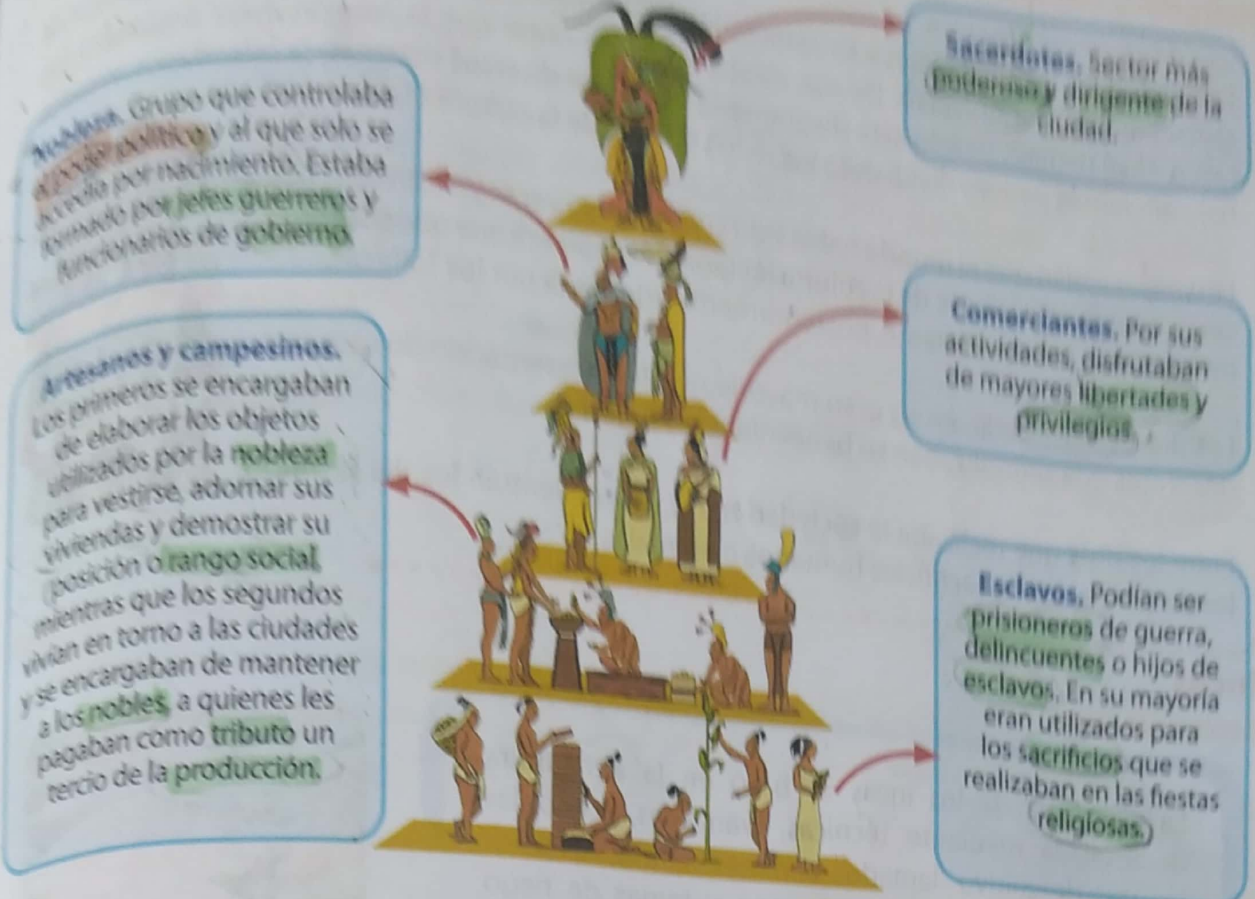 Sacerdotes. Sector más
poderoso y dirigente de la
ciudad.
Nobleza. Grupo que controlaba
el poder político y al que solo se
accedía por nacimiento. Estaba
formado por jefes guerreros y
funcionarios de gobierno.
Comerciantes. Por sus
actividades, disfrutaban
de mayores libertades y
privilegios.
Artesanos y campesinos.
Los primeros se encargaban
de elaborar los objetos
utilizados por la nobleza
para vestirse, adornar sus
viviendas y demostrar su
posición o rango social,
mientras que los segundos
vivían en torno a las ciudades
y se encargaban de mantener
a los nobles, a quienes les
pagaban como tributo un
tercio de la producción.
Esclavos. Podían ser
prisioneros de guerra,
delincuentes o hijos de
esclavos. En su mayoría
eran utilizados para
los sacrificios que se
realizaban en las fiestas
religiosas.